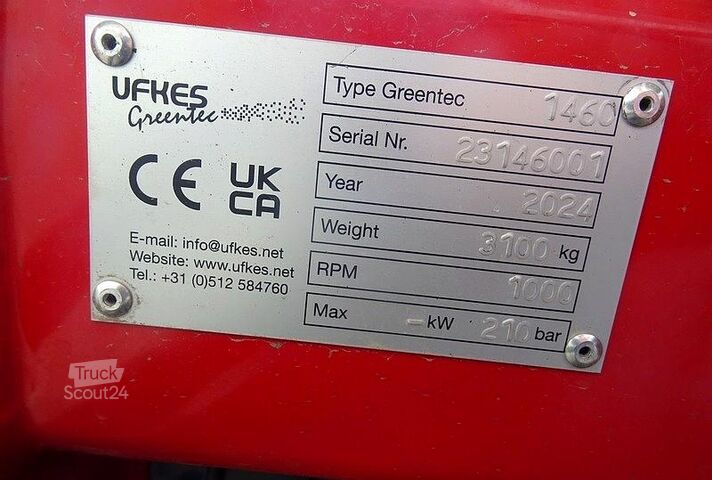 UFKES
Greentec
CE UK
CA
E-mail: info@ufkes.net
Website: www.ufkes.net
Tel.: +31 (0)512 584760
Type Greentec 1460
Serial Nr. 23146001
Year 2024
Weight 3100 kg
RPM 1000
Max - kW 210 bar
Truck
Scout24